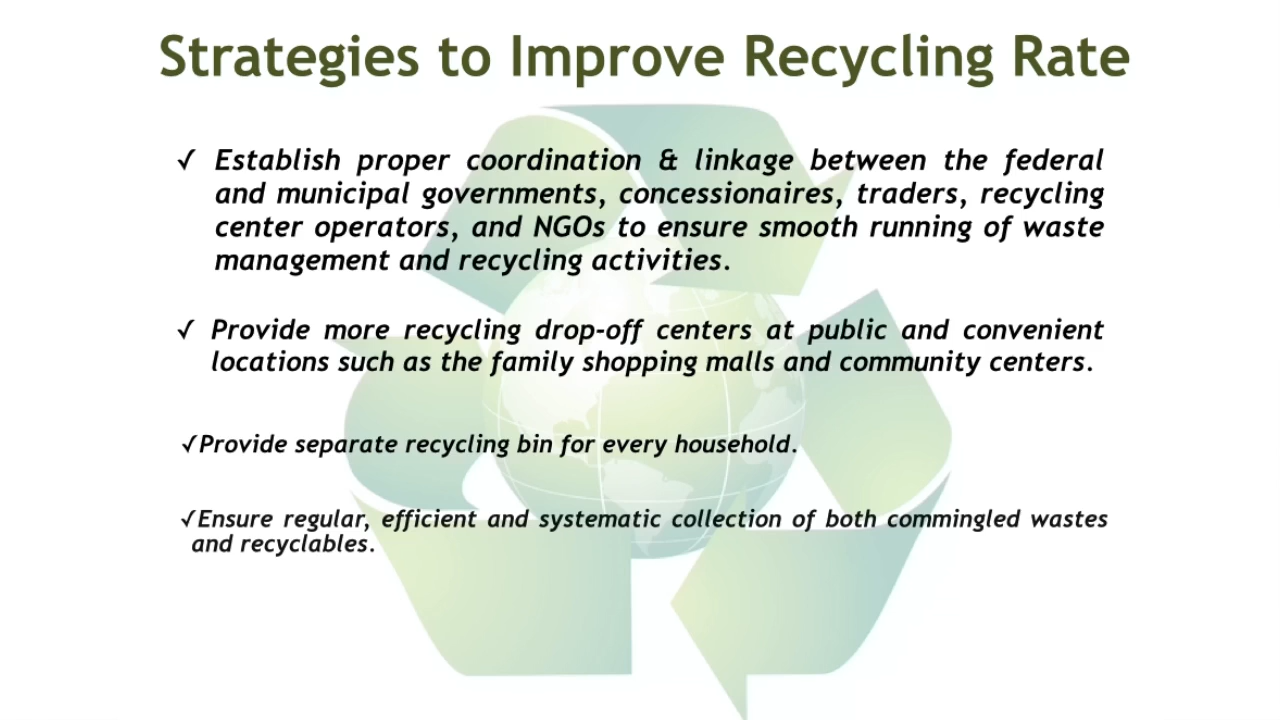 Strategies to Improve Recycling Rate
✓ Establish proper coordination & linkage between the federal
and municipal governments, concessionaires, traders, recycling
center operators, and NGOs to ensure smooth running of waste
management and recycling activities.
✓ Provide more recycling drop-off centers at public and convenient
locations such as the family shopping malls and community centers.
✓Provide separate recycling bin for every household.
✓Ensure regular, efficient and systematic collection of both commingled wastes
and recyclables.